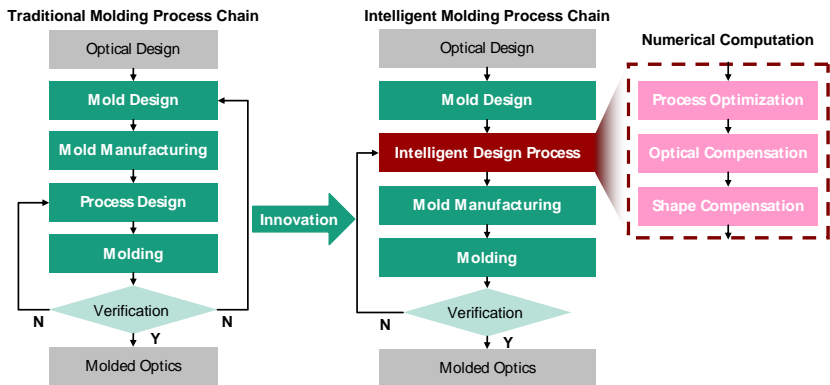 Traditional Molding Process Chain
Optical Design
Mold Design
Mold Manufacturing
Process Design
Molding
Verification
N
N
Y
Molded Optics
Innovation
Intelligent Molding Process Chain
Optical Design
Mold Design
Intelligent Design Process
Mold Manufacturing
Molding
Verification
N
Y
Molded Optics
Numerical Computation
Process Optimization
Optical Compensation
Shape Compensation